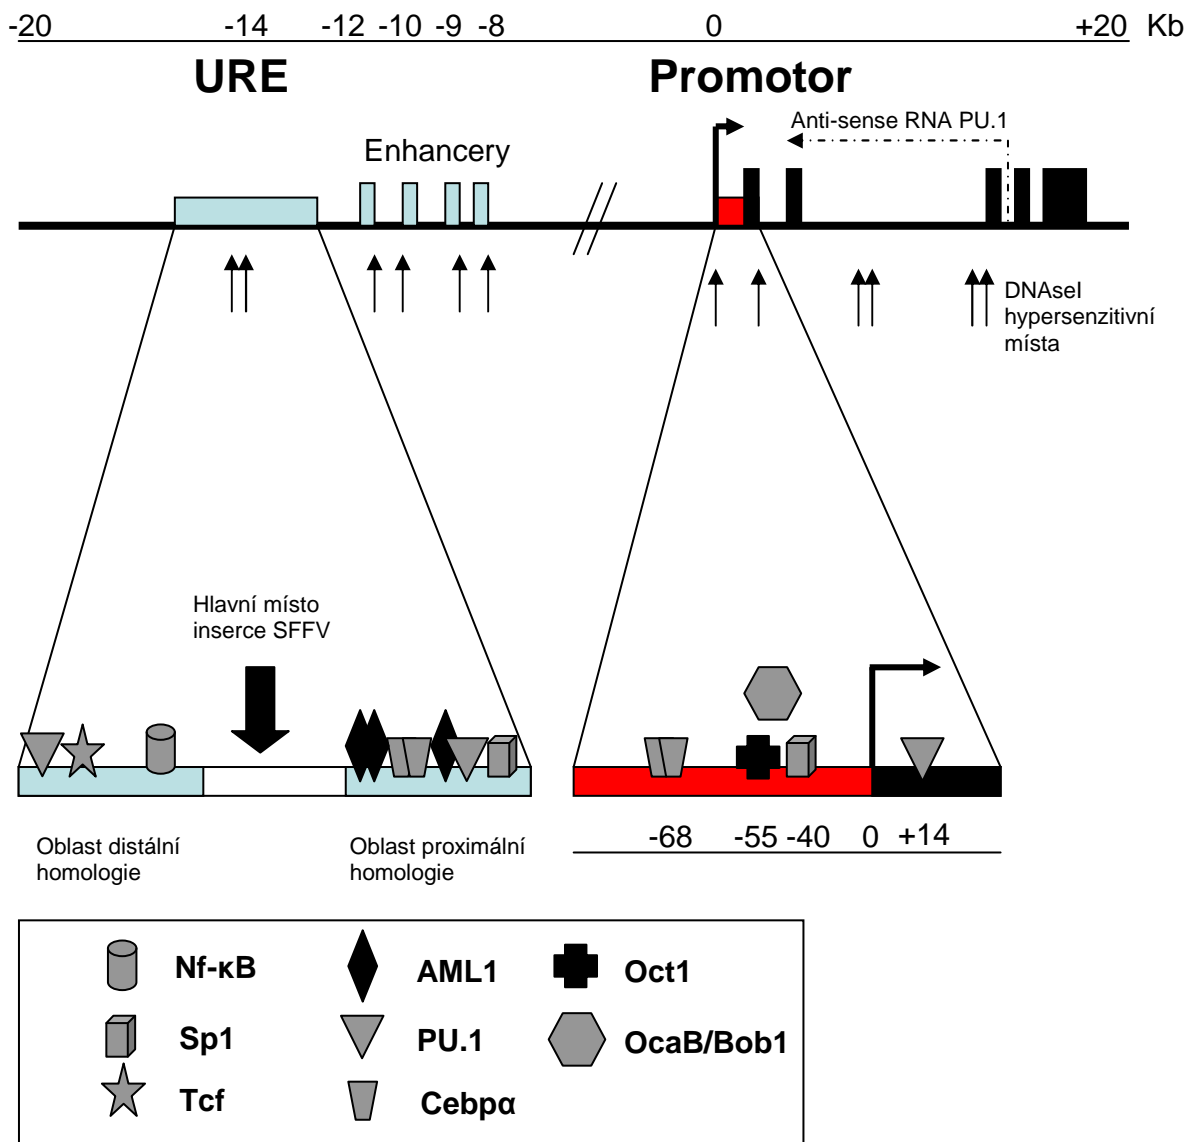 -20 -14 -12 -10 -9 -8 0 +20 Kb
URE Promotor
Anti-sense RNA PU.1
Enhancery
DNAseI
hypersenzitivní
místa
Hlavní místo
inserce SFFV
-68 -55 -40 0 +14
Oblast distální
homologie
Oblast proximální
homologie
Nf-κB AML1 Oct1
Sp1 PU.1 OcaB/Bob1
Tcf Cebpα